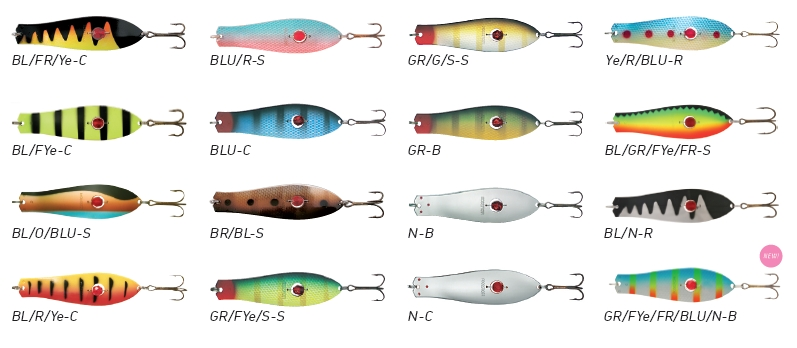 BL/FR/Ye-C
BLU/R-S
GR/G/S-S
Ye/R/BLU-R
BL/FYe-C
BLU-C
GR-B
BL/GR/FYe/FR-S
BL/O/BLU-S
BR/BL-S
N-B
BL/N-R
NEW!
BL/R/Ye-C
GR/FYe/S-S
N-C
GR/FYe/FR/BLU/N-B